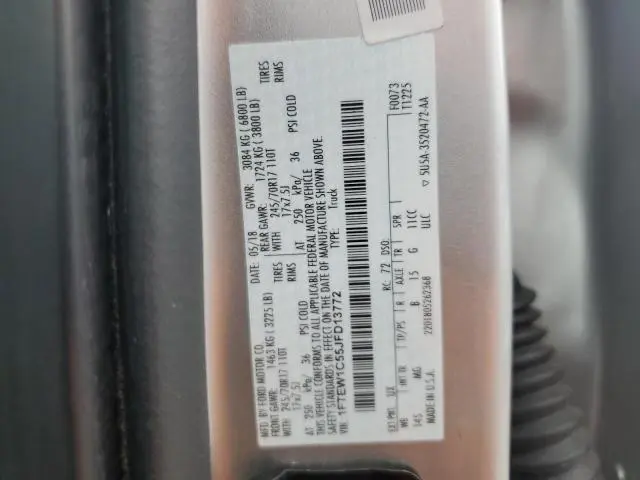 MFD. BY FORD MOTOR CO.
DATE: 05/18 GVWR: 3084 KG ( 6800 LB)
FRONT GAWR: 1463 KG ( 3225 LB) REAR GAWR: 1724 KG ( 3800 LB)
WITH 245/70R17 110T TIRES WITH 245/70R17 110T TIRES
17x7.5J RIMS 17x7.5J RIMS
AT 250 kPa/ 36 PSI COLD AT 250 kPa/ 36 PSI COLD
THIS VEHICLE CONFORMS TO ALL APPLICABLE FEDERAL MOTOR VEHICLE
SAFETY STANDARDS IN EFFECT ON THE DATE OF MANUFACTURE SHOWN ABOVE.
VIN: 1FTEW1C55JFD13772 TYPE: Truck
F0073
T1225
EXT PNT: UX RC: 72 DSO:
WB INT TR TP/PS R AXLE TR SPR
145 MG B 15 G 11CC
ULC
MADE IN U.S.A. 2201805262368 ▽ 5U5A-3520472-AA